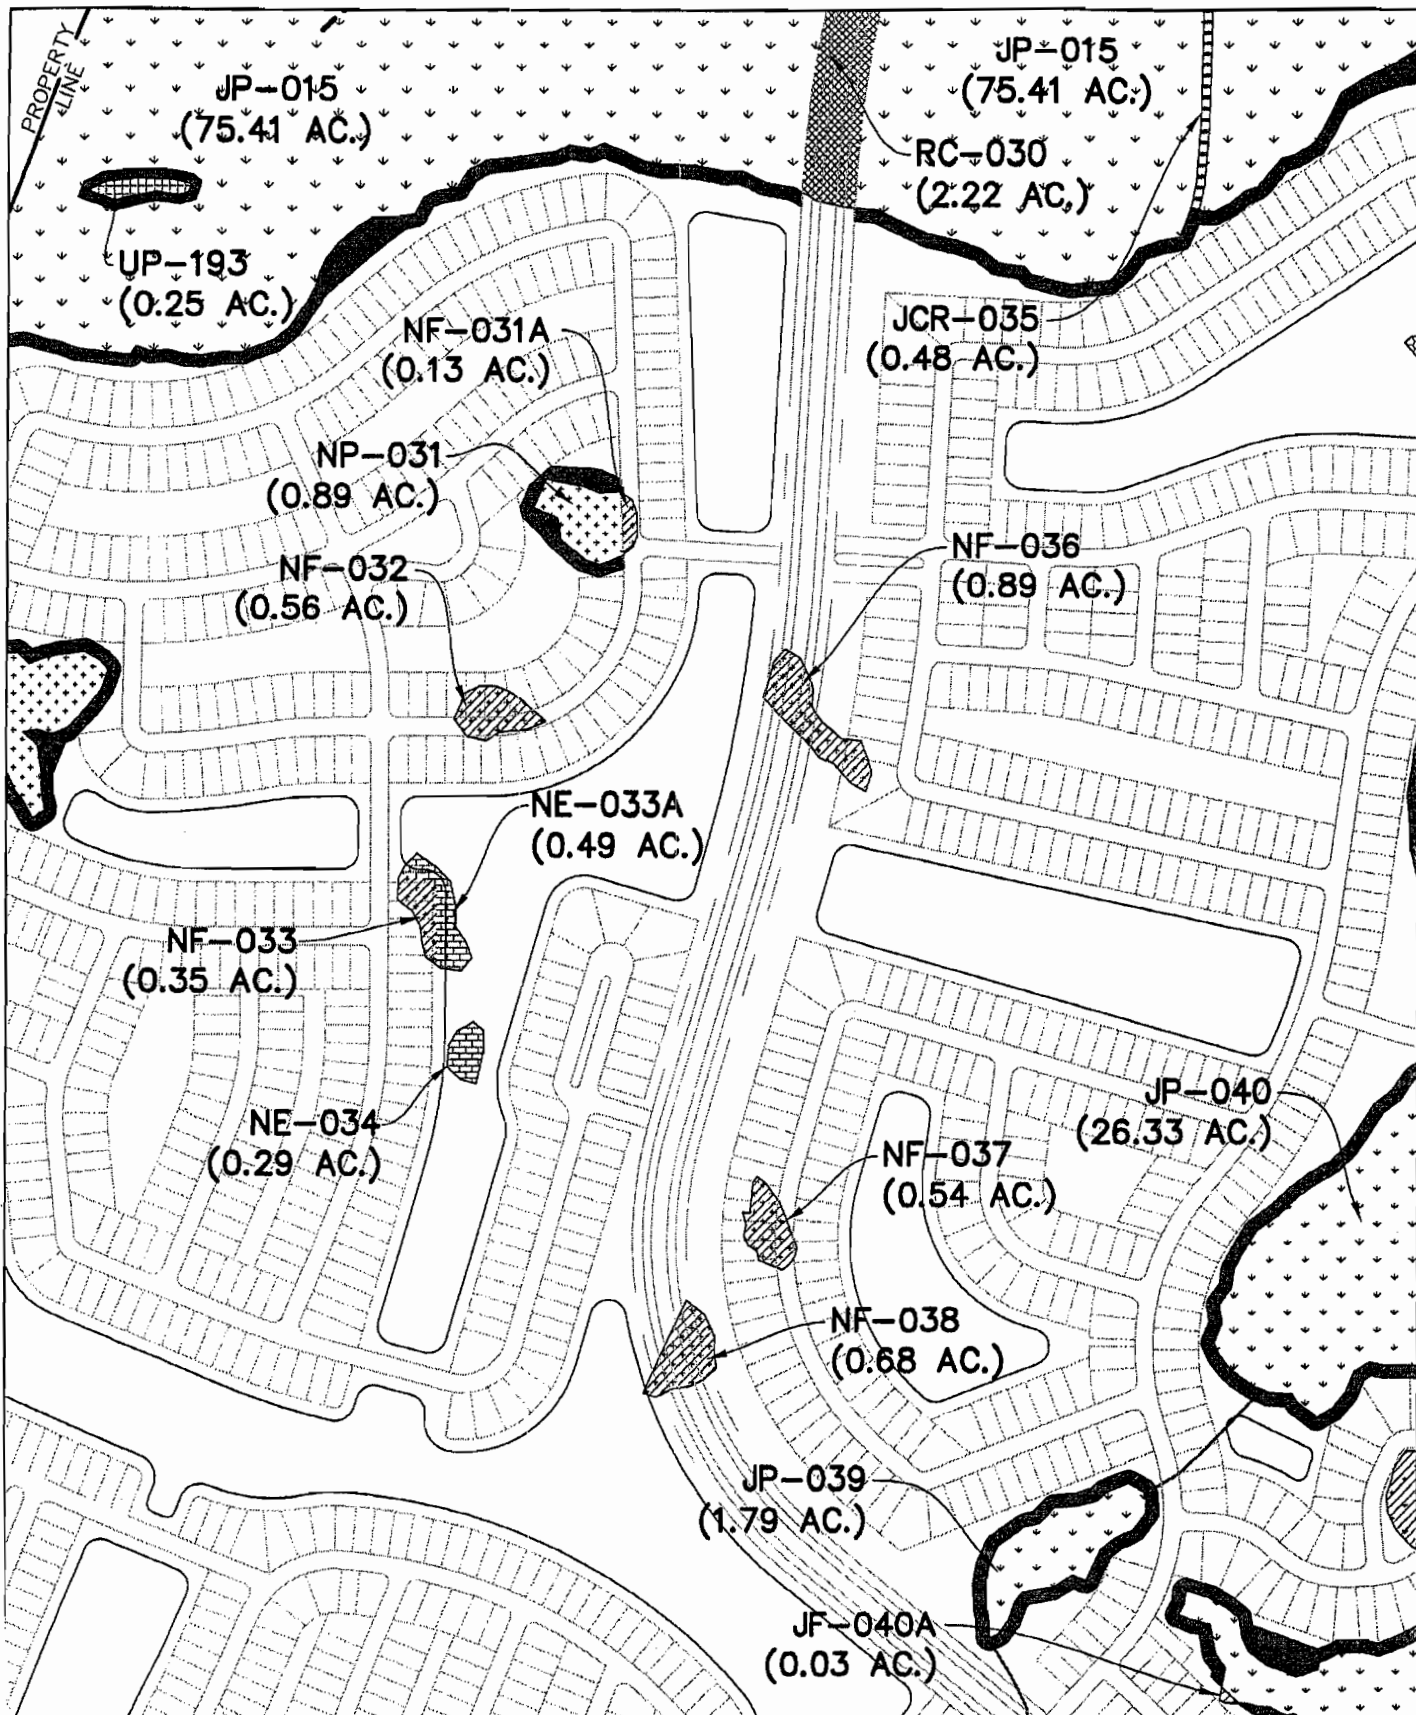 PROPERTY
LINE
JP-015
(75.41 AC.)
JP-015
(75.41 AC.)
RC-030
(2.22 AC.)
UP-193
(0.25 AC.)
NF-031A
(0.13 AC.)
JCR-035
(0.48 AC.)
NP-031
(0.89 AC.)
NF-032
(0.56 AC.)
NF-036
(0.89 AC.)
NE-033A
(0.49 AC.)
NF-033
(0.35 AC.)
NE-034
(0.29 AC.)
JP-040
(26.33 AC.)
NF-037
(0.54 AC.)
NF-038
(0.68 AC.)
JP-039
(1.79 AC.)
JF-040A
(0.03 AC.)